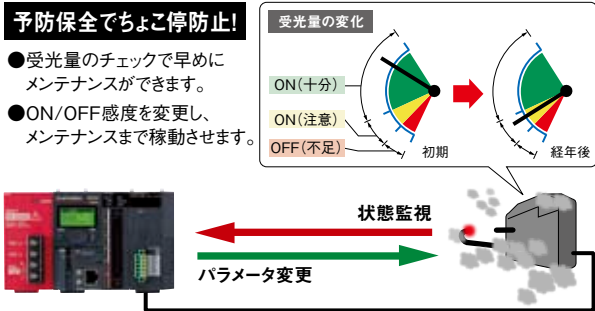 予防保全でちょこ停防止!
●受光量のチェックで早めに
メンテナンスができます。
●ON/OFF感度を変更し、
メンテナンスまで稼動させます。
受光量の変化
ON(十分)
ON(注意)
OFF(不足)
初期
経年後
状態監視
パラメータ変更